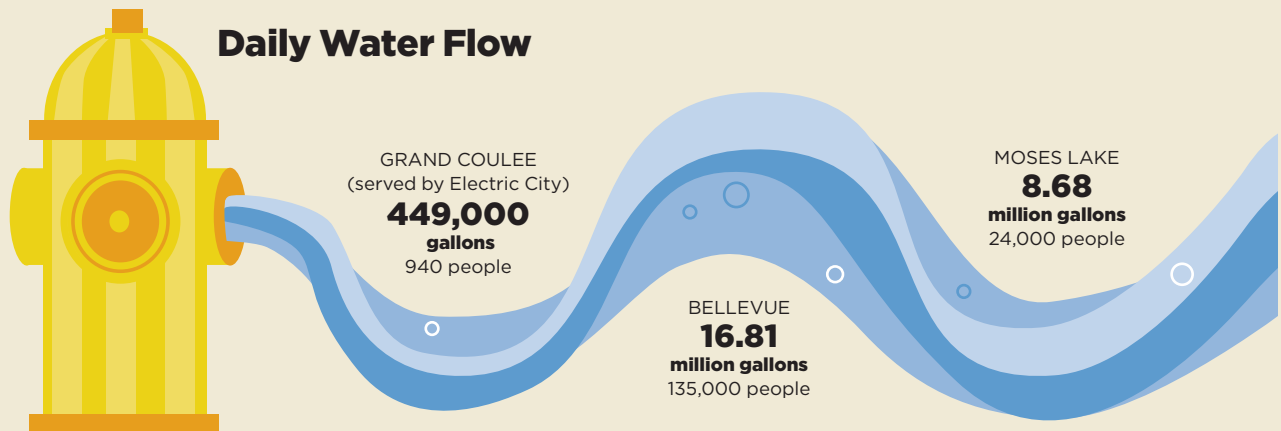 Daily Water Flow
GRAND COULEE
(served by Electric City)
449,000
gallons
940 people
BELLEVUE
16.81
million gallons
135,000 people
MOSES LAKE
8.68
million gallons
24,000 people